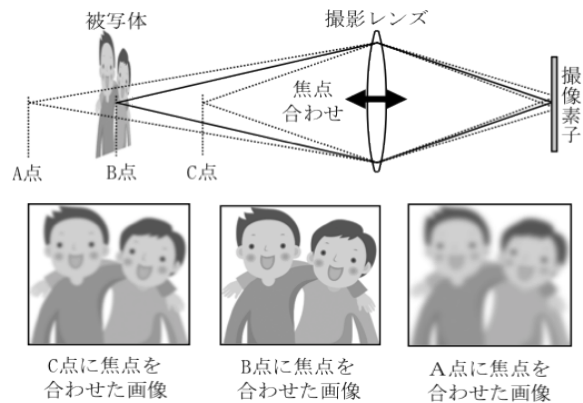 被写体
撮影レンズ
焦点
合わせ
撮像素子
A点
B点
C点
C点に焦点を
合わせた画像
B点に焦点を
合わせた画像
A点に焦点を
合わせた画像